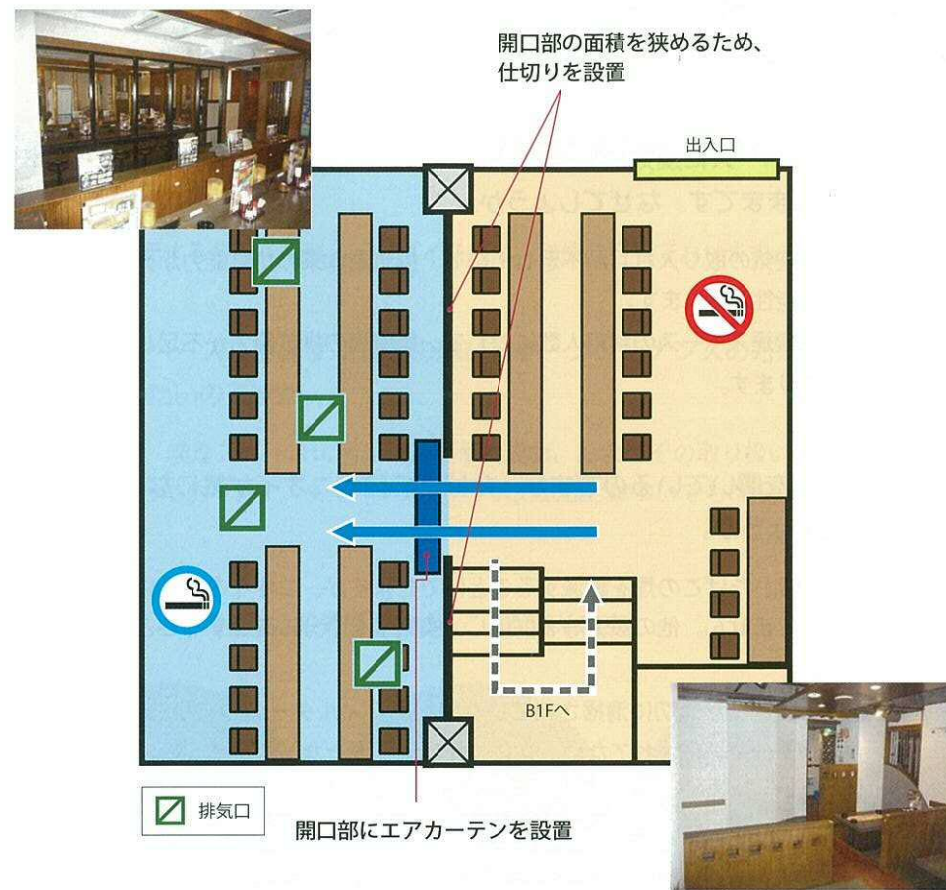 開口部の面積を狭めるため、
仕切りを設置
出入口
B1Fへ
排気口
開口部にエアカーテンを設置